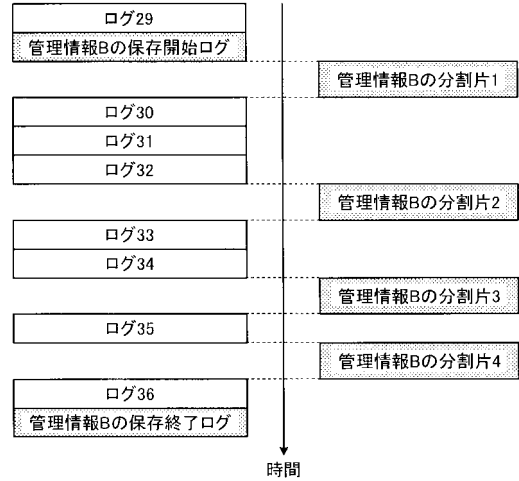 ログ29
管理情報Bの保存開始ログ
管理情報Bの分割片1
ログ30
ログ31
ログ32
管理情報Bの分割片2
ログ33
ログ34
管理情報Bの分割片3
ログ35
管理情報Bの分割片4
ログ36
管理情報Bの保存終了ログ
時間